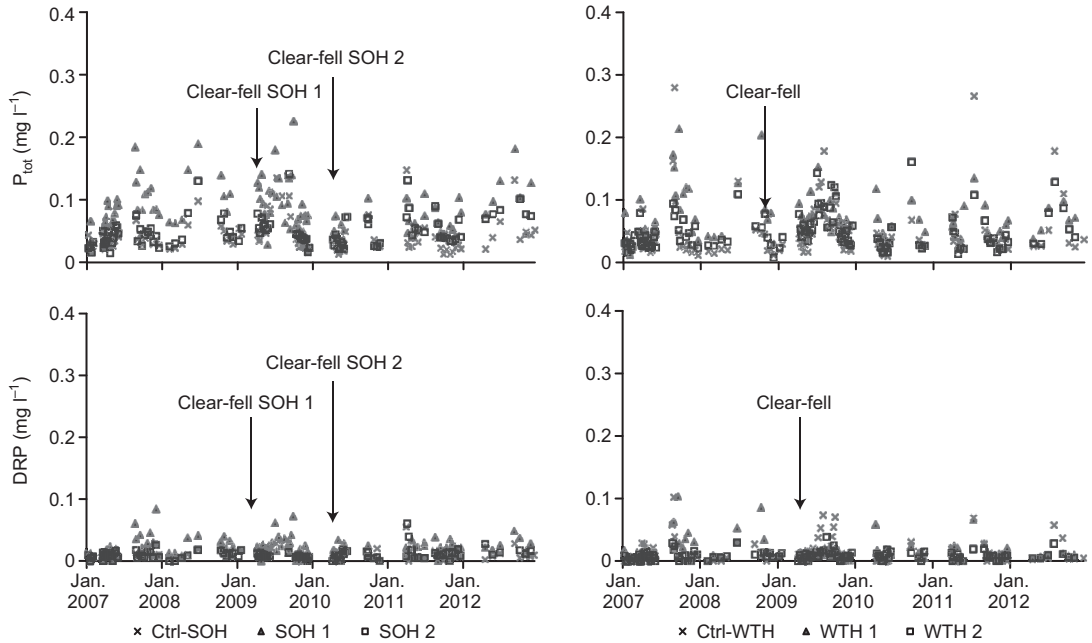 0.4
0.3
0.2
0.1
0
P_tot (mg l⁻¹)
Clear-fell SOH 2
Clear-fell SOH 1
0.4
0.3
0.2
0.1
0
Clear-fell
0.4
0.3
0.2
0.1
0
DRP (mg l⁻¹)
Clear-fell SOH 2
Clear-fell SOH 1
Jan. 2007
Jan. 2008
Jan. 2009
Jan. 2010
Jan. 2011
Jan. 2012
0.4
0.3
0.2
0.1
0
Clear-fell
Jan. 2007
Jan. 2008
Jan. 2009
Jan. 2010
Jan. 2011
Jan. 2012
Ctrl-SOH SOH 1 SOH 2
Ctrl-WTH WTH 1 WTH 2